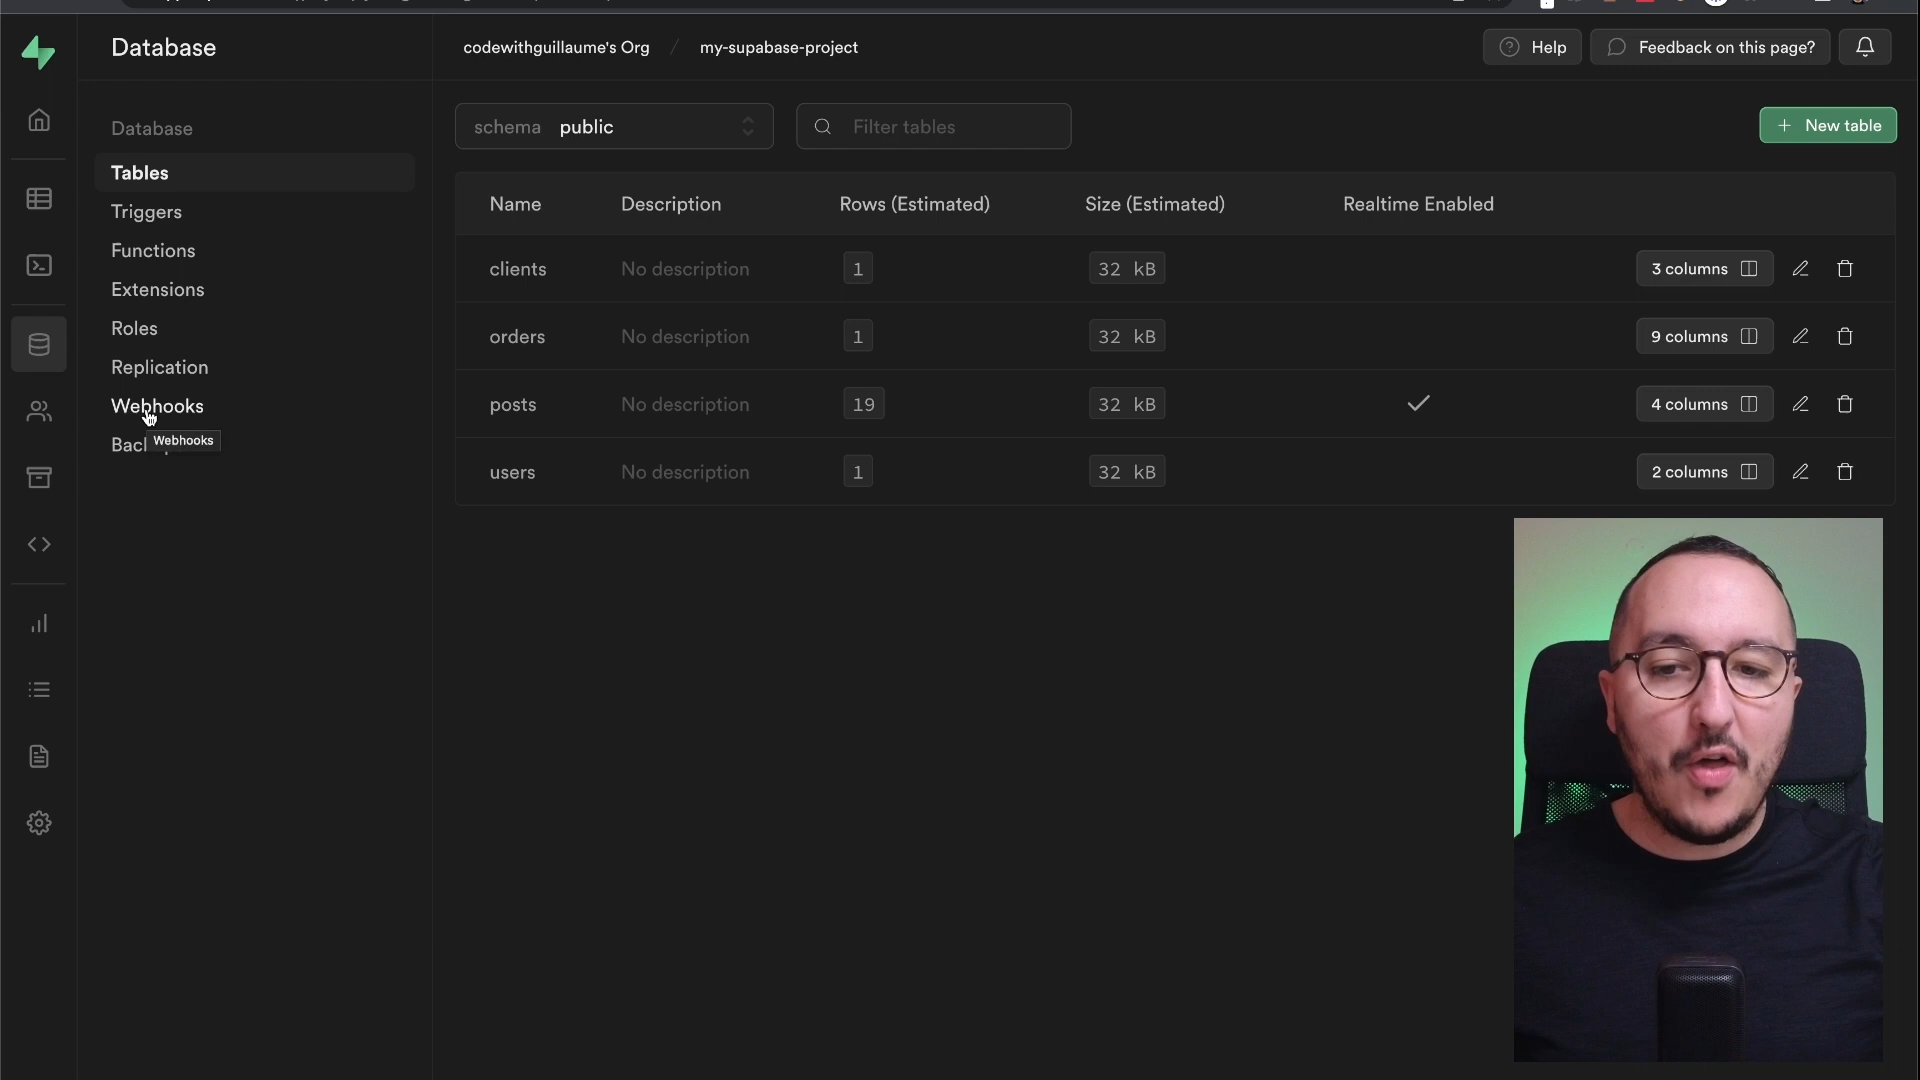 Database
codewithguillaume's Org / my-supabase-project
Help
Feedback on this page?
Database
Tables
Triggers
Functions
Extensions
Roles
Replication
Webhooks
Webhooks
schema public
Filter tables
+ New table
Name Description Rows (Estimated) Size (Estimated) Realtime Enabled
clients No description 1 32 kB 3 columns
orders No description 1 32 kB 9 columns
posts No description 19 32 kB 4 columns
users No description 1 32 kB 2 columns